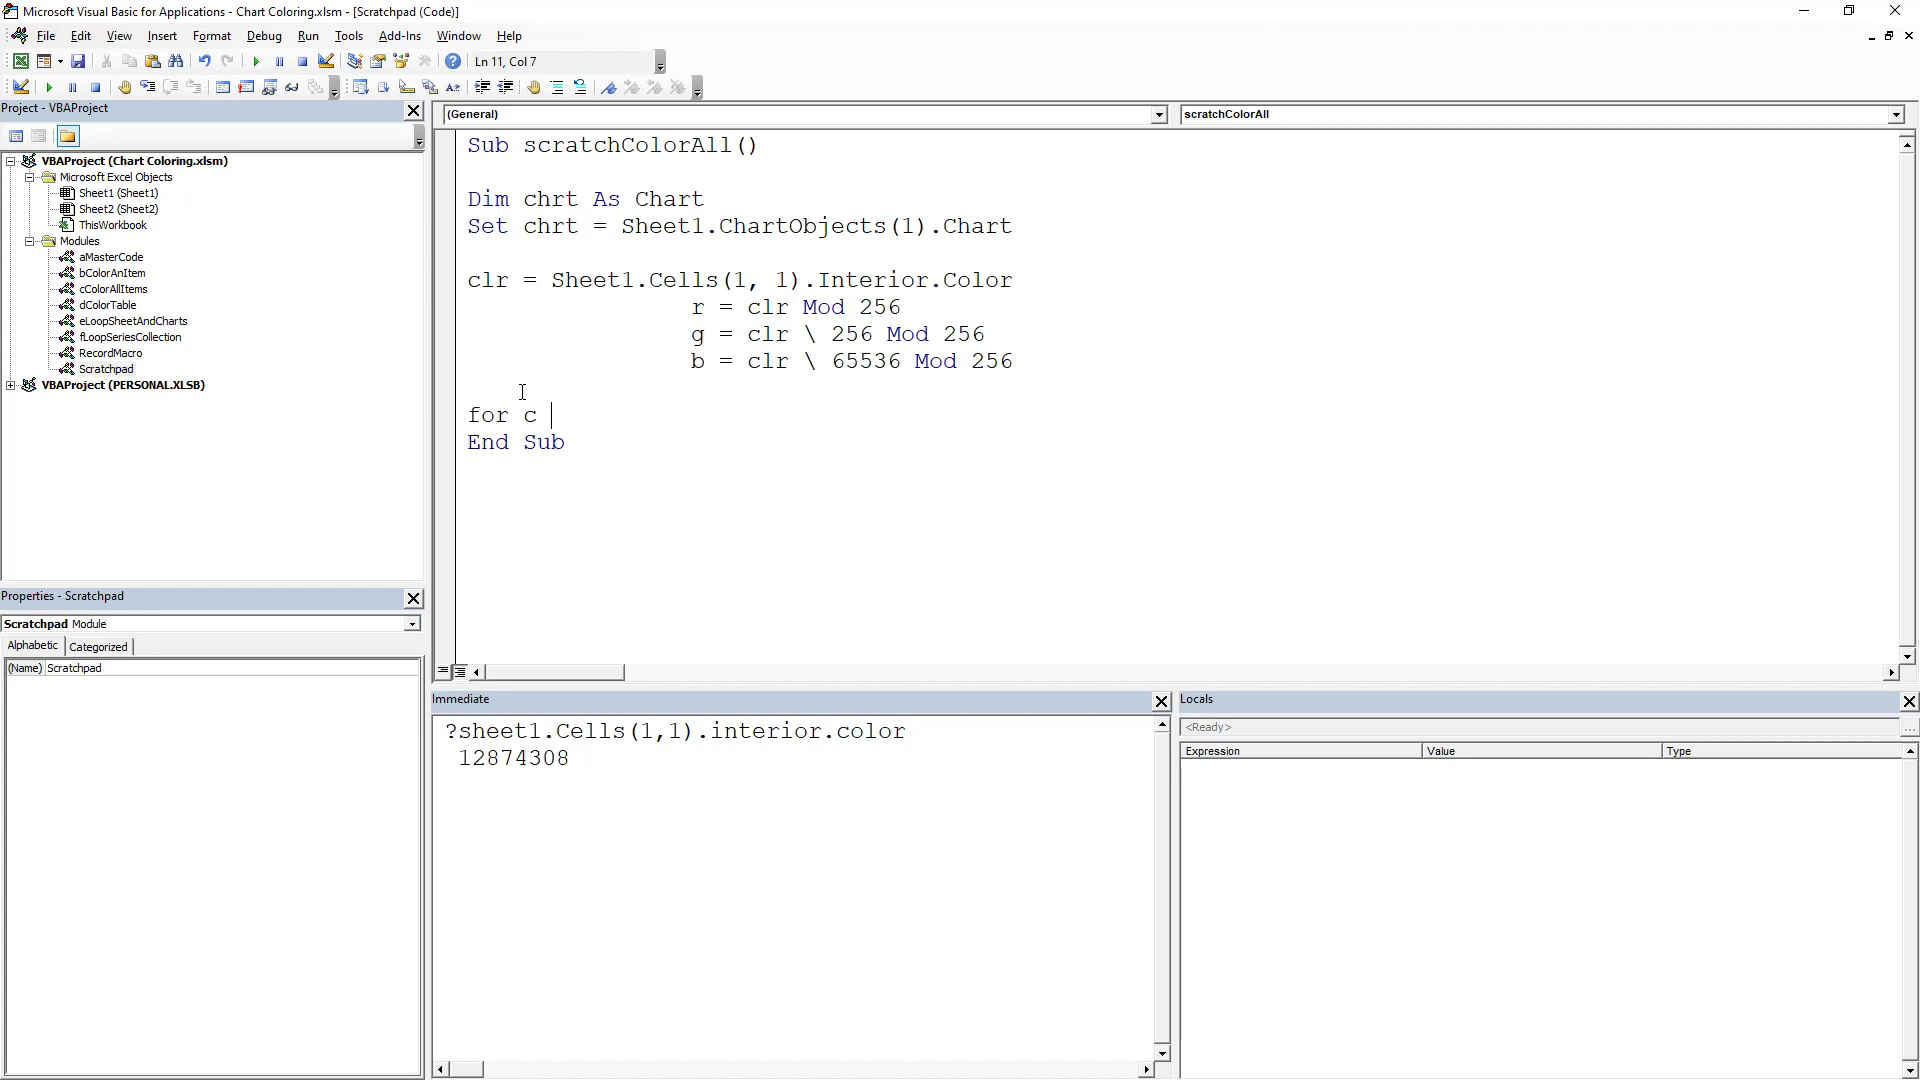 Microsoft Visual Basic for Applications - Chart Coloring.xlsm - [Scratchpad (Code)]
File Edit View Insert Format Debug Run Tools Add-Ins Window Help
Ln 11, Col 7
Project - VBAProject
VBAProject (Chart Coloring.xlsm)
Microsoft Excel Objects
Sheet1 (Sheet1)
Sheet2 (Sheet2)
ThisWorkbook
Modules
aMasterCode
bColorAnItem
cColorAllItems
dColorTable
eLoopSheetAndCharts
fLoopSeriesCollection
RecordMacro
Scratchpad
VBAProject (PERSONAL.XLSB)
Properties - Scratchpad
Scratchpad Module
Alphabetic Categorized
(Name) Scratchpad
(General)
scratchColorAll
Sub scratchColorAll()
Dim chrt As Chart
Set chrt = Sheet1.ChartObjects(1).Chart
clr = Sheet1.Cells(1, 1).Interior.Color
r = clr Mod 256
g = clr \ 256 Mod 256
b = clr \ 65536 Mod 256
for c
End Sub
Immediate
?sheet1.Cells(1,1).interior.color
12874308
Locals
<Ready>
...
Expression Value Type